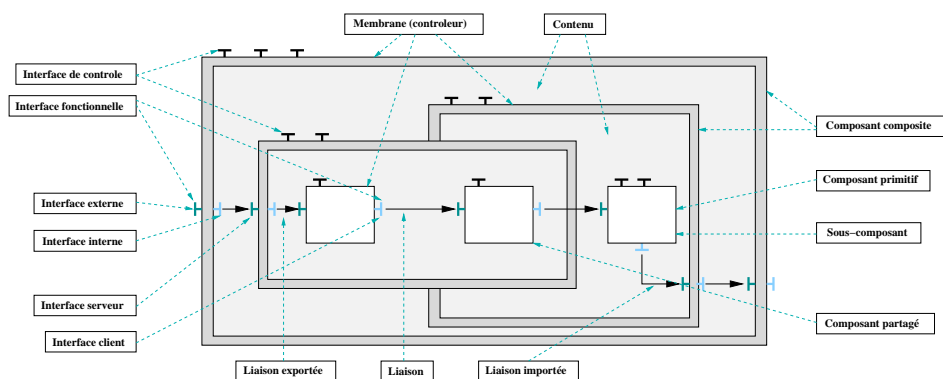 Membrane (controleur)
Contenu
Interface de controle
Interface fonctionnelle
Composant composite
Composant primitif
Interface externe
Sous−composant
Interface interne
Interface serveur
Composant partagé
Interface client
Liaison exportée
Liaison
Liaison importée